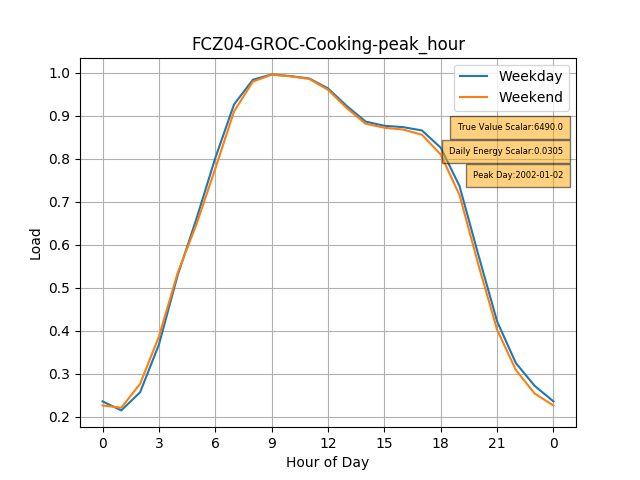 FCZ04-GROC-Cooking-peak_hour
Weekday
Weekend
True Value Scalar:6490.0
Daily Energy Scalar:0.0305
Peak Day:2002-01-02
Load
1.0
0.9
0.8
0.7
0.6
0.5
0.4
0.3
0.2
0 3 6 9 12 15 18 21 0
Hour of Day